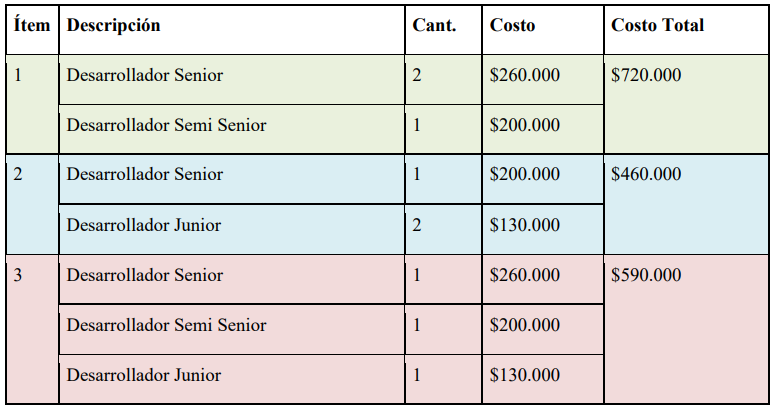 Ítem Descripción Cant. Costo Costo Total
1 Desarrollador Senior 2 $260.000 $720.000
Desarrollador Semi Senior 1 $200.000
2 Desarrollador Senior 1 $200.000 $460.000
Desarrollador Junior 2 $130.000
3 Desarrollador Senior 1 $260.000 $590.000
Desarrollador Semi Senior 1 $200.000
Desarrollador Junior 1 $130.000